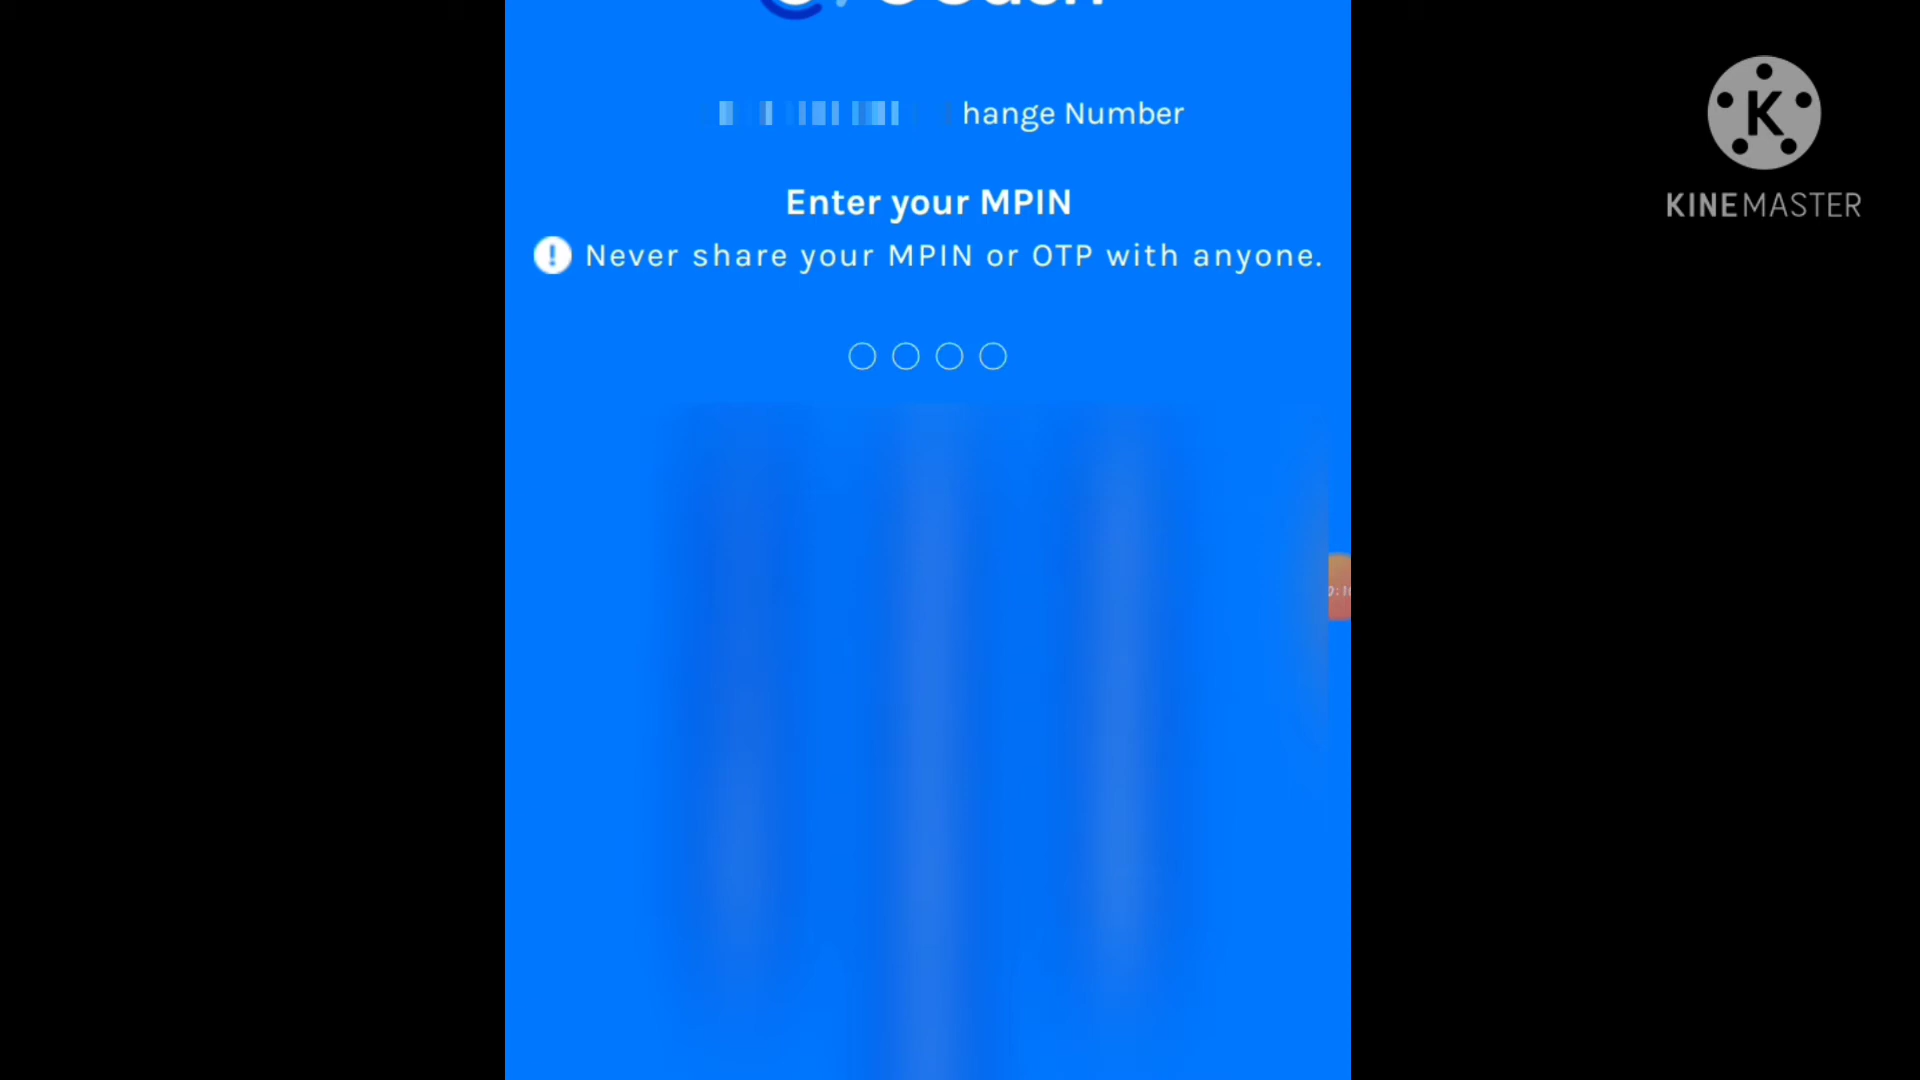 hange Number
Enter your MPIN
Never share your MPIN or OTP with anyone.
KINEMASTER